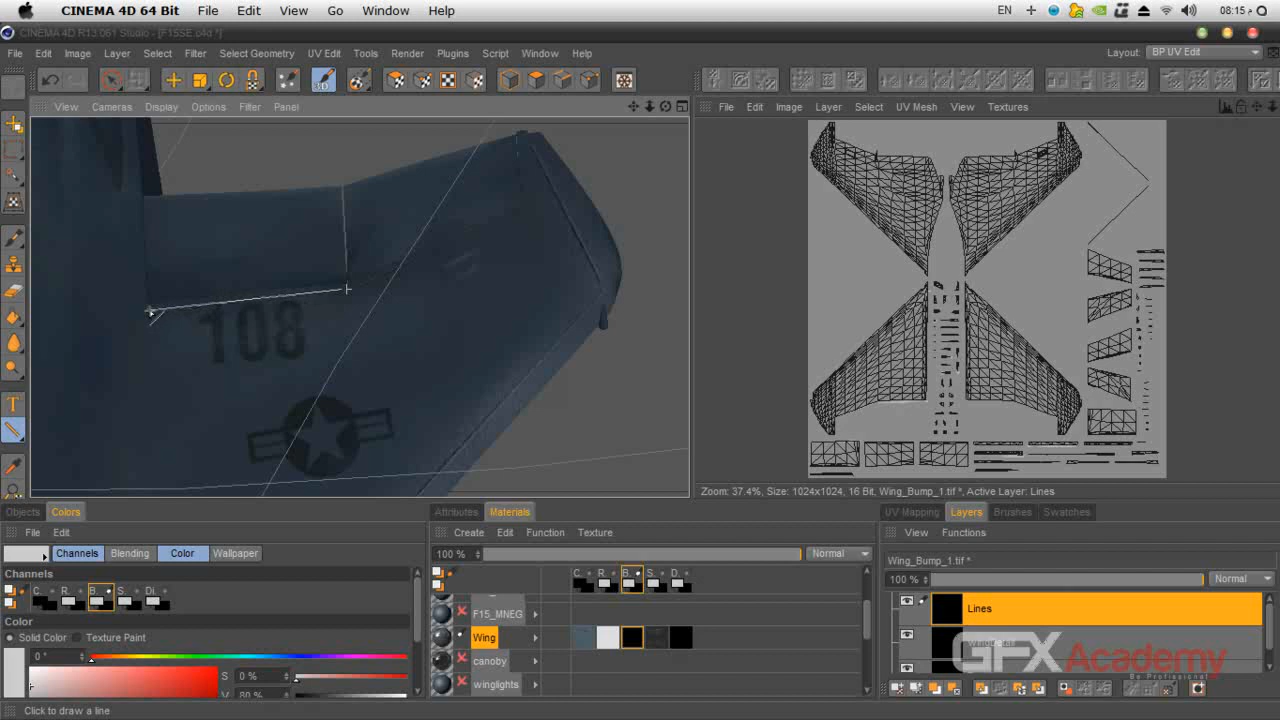 CINEMA 4D 64 Bit File Edit View Go Window Help EN 08:15 م
CINEMA 4D R13.061 Studio - [F15SE.c4d *]
File Edit Image Layer Select Filter Select Geometry UV Edit Tools Render Plugins Script Window Help Layout: BP UV Edit
3D
View Cameras Display Options Filter Panel
File Edit Image Layer Select UV Mesh View Textures
108
Zoom: 37.4%, Size: 1024x1024, 16 Bit, Wing_Bump_1.tif *, Active Layer: Lines
Objects Colors
File Edit
Channels Blending Color Wallpaper
Channels
C. R. B. S. Di.
Color
Solid Color Texture Paint
0 °
S 0 %
V 80 %
Attributes Materials
Create Edit Function Texture
100 % Normal
C. R. B. S. D.
F15_MNEG
Wing
canoby
winglights
UV Mapping Layers Brushes Swatches
View Functions
Wing_Bump_1.tif *
100 % Normal
Lines
GFX Academy
Be Professional
Click to draw a line